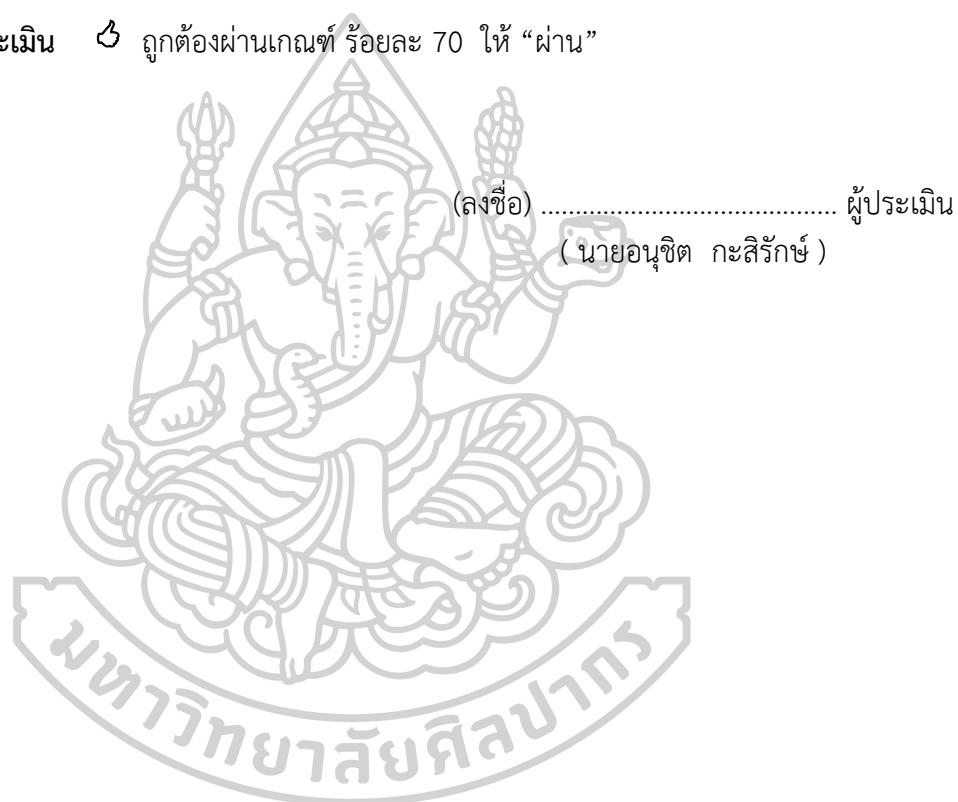 ะเมิน ถูกต้องผ่านเกณฑ์ ร้อยละ 70 ให้ “ผ่าน”
(ลงชื่อ) ........................................... ผู้ประเมิน
( นายอนุชิต กะสิรักษ์ )
มหาวิทยาลัยศิลปากร